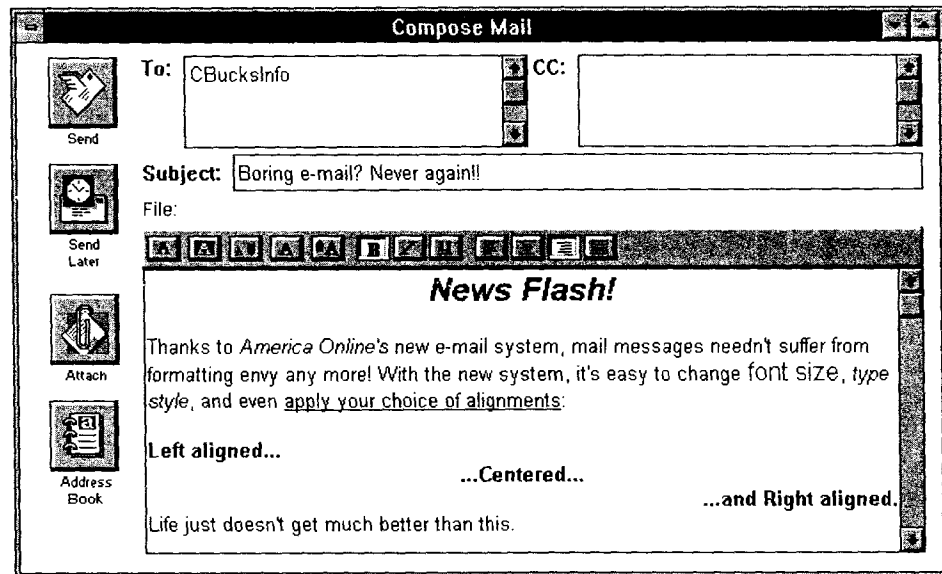 Compose Mail
To: CBucksInfo CC:
Send
Subject: Boring e-mail? Never again!!
File:
Send
Later
B
News Flash!
Thanks to America Online's new e-mail system, mail messages needn't suffer from
formatting envy any more! With the new system, it's easy to change font size, type
style, and even apply your choice of alignments:
Attach
Left aligned...
...Centered...
...and Right aligned.
Life just doesn't get much better than this.
Address
Book